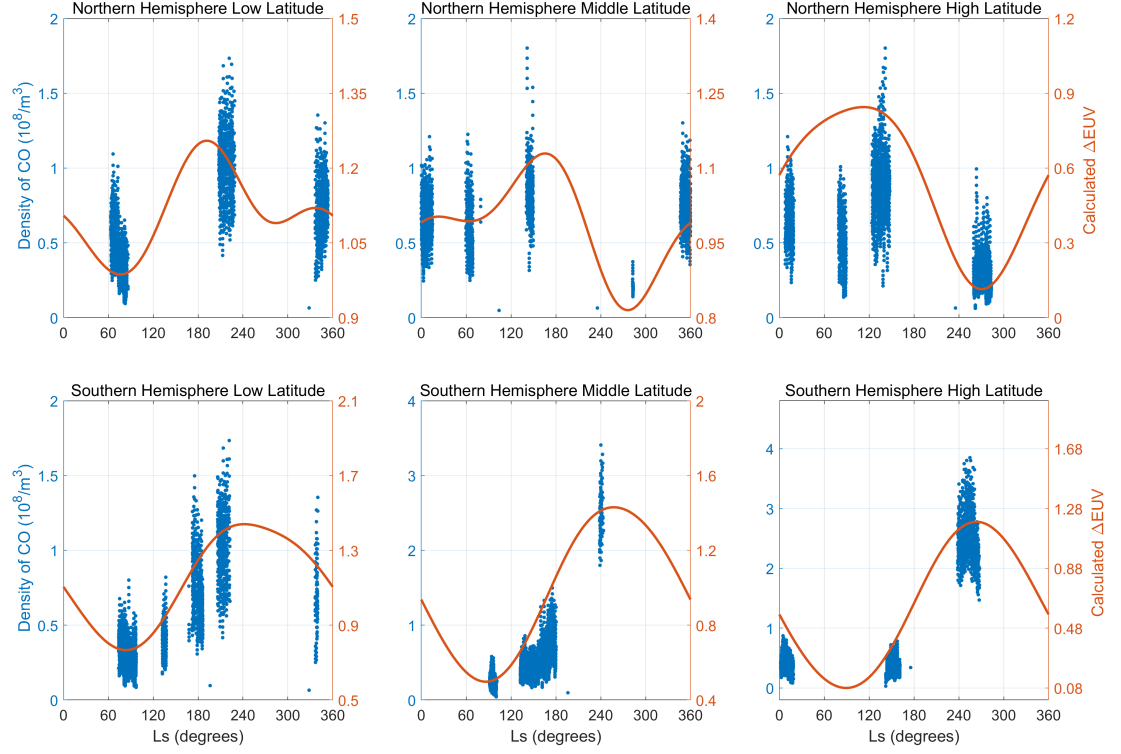 Northern Hemisphere Low Latitude
Northern Hemisphere Middle Latitude
Northern Hemisphere High Latitude
2 1.5 2 1.4 2 1.2
1.5 1.35 1.5 1.25 1.5 0.9
1 1.2 1 1.1 1 0.6
0.5 1.05 0.5 0.95 0.5 0.3
0 0.9 0 0.8 0 0
Density of CO (10^8/m^3)
Calculated ΔEUV
0 60 120 180 240 300 360
0 60 120 180 240 300 360
0 60 120 180 240 300 360
Southern Hemisphere Low Latitude
Southern Hemisphere Middle Latitude
Southern Hemisphere High Latitude
2 2.1 4 2
1.5 1.7 3 1.6 4 1.68
1 1.3 2 1.2 3 1.28
2 0.88
0.5 0.9 1 0.8 1 0.48
0 0.5 0 0.4 0 0.08
Density of CO (10^8/m^3)
Calculated ΔEUV
0 60 120 180 240 300 360
0 60 120 180 240 300 360
0 60 120 180 240 300 360
Ls (degrees)
Ls (degrees)
Ls (degrees)